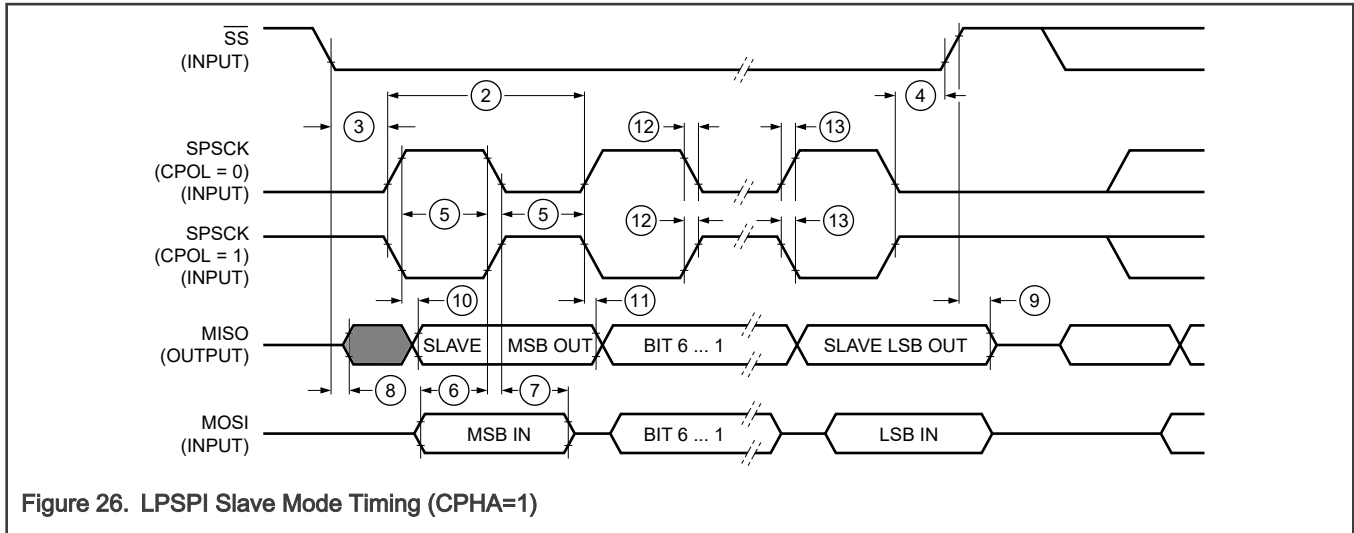 SS
(INPUT)
2
3
4
12
13
SPSCK
(CPOL = 0)
(INPUT)
5
5
12
13
SPSCK
(CPOL = 1)
(INPUT)
10
11
9
MISO
(OUTPUT)
SLAVE MSB OUT BIT 6 ... 1 SLAVE LSB OUT
8
6
7
MOSI
(INPUT)
MSB IN BIT 6 ... 1 LSB IN
Figure 26. LPSPI Slave Mode Timing (CPHA=1)